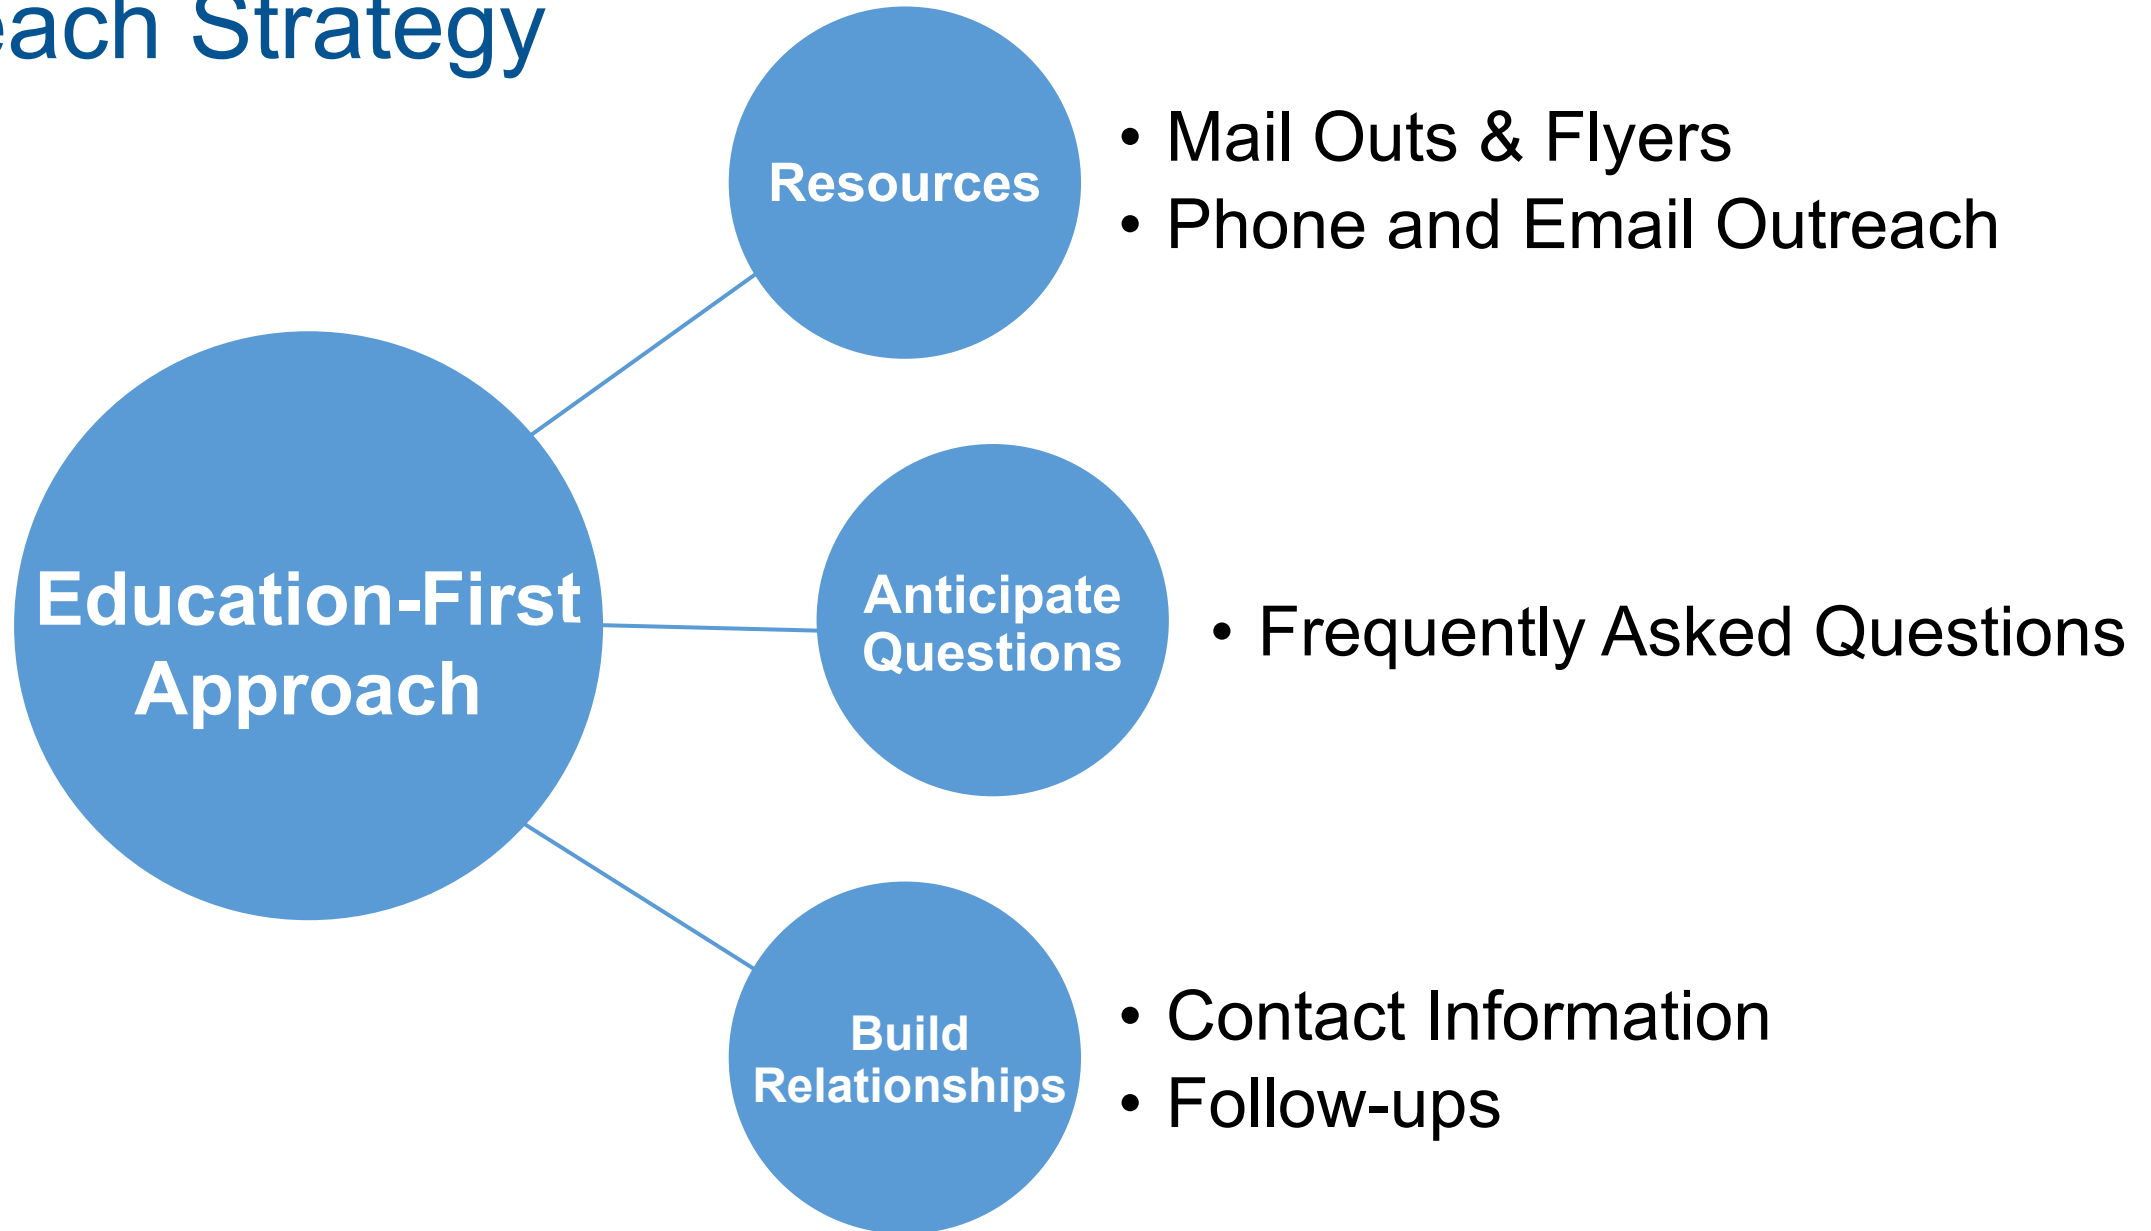 each Strategy
Resources
• Mail Outs & Flyers
• Phone and Email Outreach
Education-First
Approach
Anticipate
Questions
• Frequently Asked Questions
Build
Relationships
• Contact Information
• Follow-ups